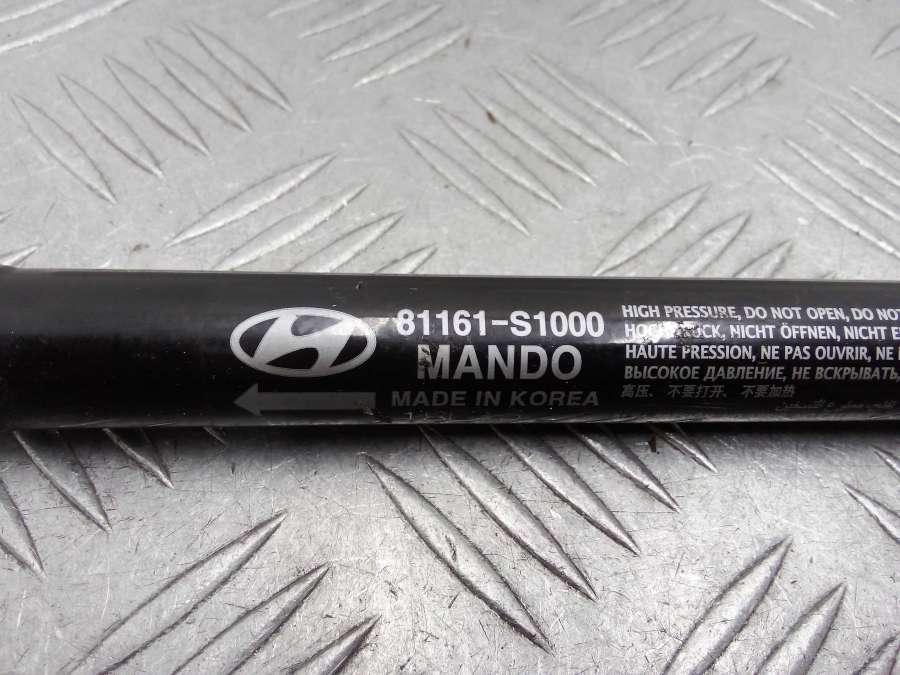 81161-S1000
MANDO
MADE IN KOREA
HIGH PRESSURE, DO NOT OPEN, DO NOT
HOCHDRUCK, NICHT ÖFFNEN, NICHT
HAUTE PRESSION, NE PAS OUVRIR, NE
ВЫСОКОЕ ДАВЛЕНИЕ, НЕ ВСКРЫВАТЬ,
高压、不要打开、不要加热